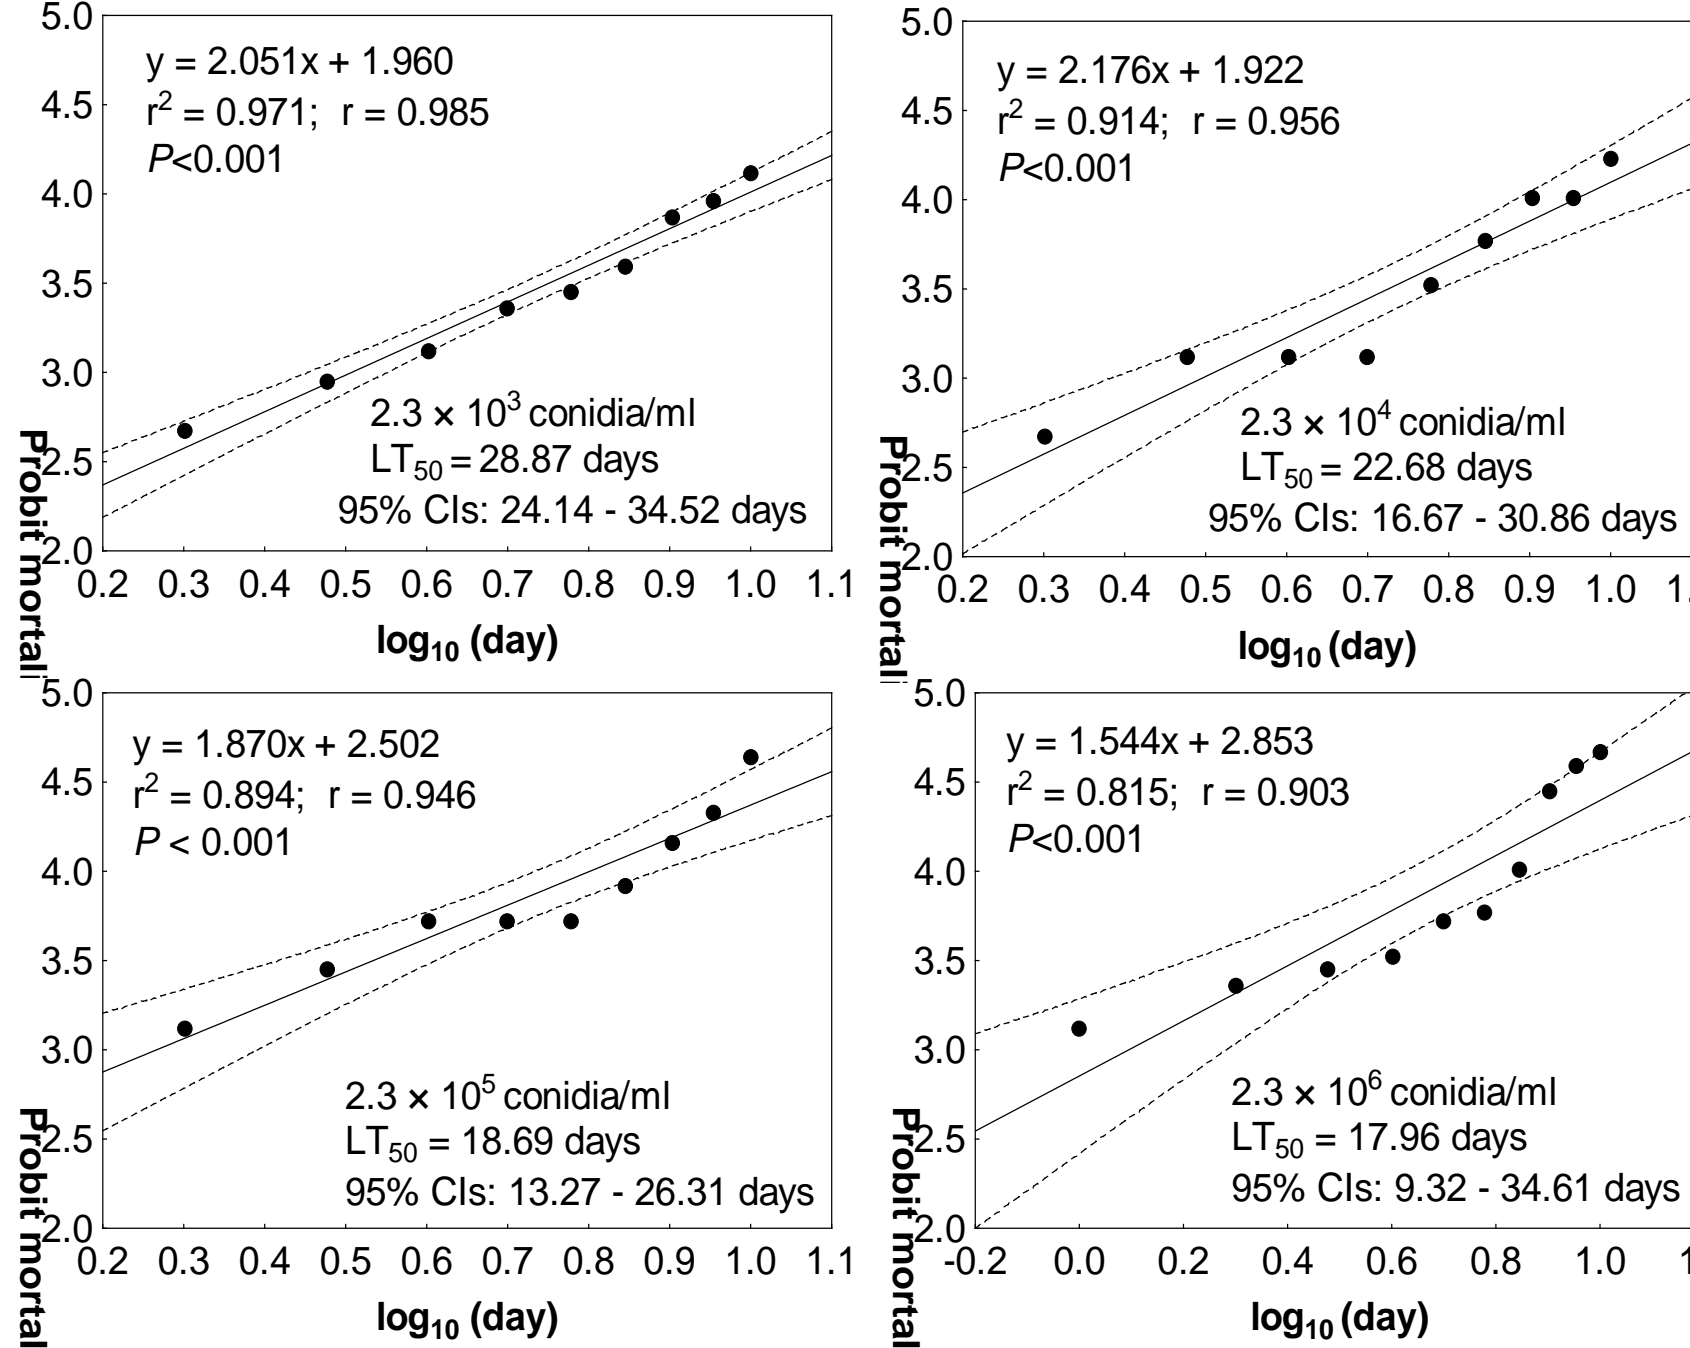 5.0
4.5
4.0
3.5
3.0
2.5
2.0
Probit mortali
y = 2.051x + 1.960
r² = 0.971; r = 0.985
P<0.001
2.3 × 10³ conidia/ml
LT₅₀ = 28.87 days
95% CIs: 24.14 - 34.52 days
0.2 0.3 0.4 0.5 0.6 0.7 0.8 0.9 1.0 1.1
log₁₀ (day)
5.0
4.5
4.0
3.5
3.0
2.5
2.0
Probit mortal
y = 2.176x + 1.922
r² = 0.914; r = 0.956
P<0.001
2.3 × 10⁴ conidia/ml
LT₅₀ = 22.68 days
95% CIs: 16.67 - 30.86 days
0.2 0.3 0.4 0.5 0.6 0.7 0.8 0.9 1.0 1.
log₁₀ (day)
5.0
4.5
4.0
3.5
3.0
2.5
2.0
Probit mortal
y = 1.870x + 2.502
r² = 0.894; r = 0.946
P < 0.001
2.3 × 10⁵ conidia/ml
LT₅₀ = 18.69 days
95% CIs: 13.27 - 26.31 days
0.2 0.3 0.4 0.5 0.6 0.7 0.8 0.9 1.0 1.1
log₁₀ (day)
5.0
4.5
4.0
3.5
3.0
2.5
2.0
Probit mortal
y = 1.544x + 2.853
r² = 0.815; r = 0.903
P<0.001
2.3 × 10⁶ conidia/ml
LT₅₀ = 17.96 days
95% CIs: 9.32 - 34.61 days
-0.2 0.0 0.2 0.4 0.6 0.8 1.0 1
log₁₀ (day)